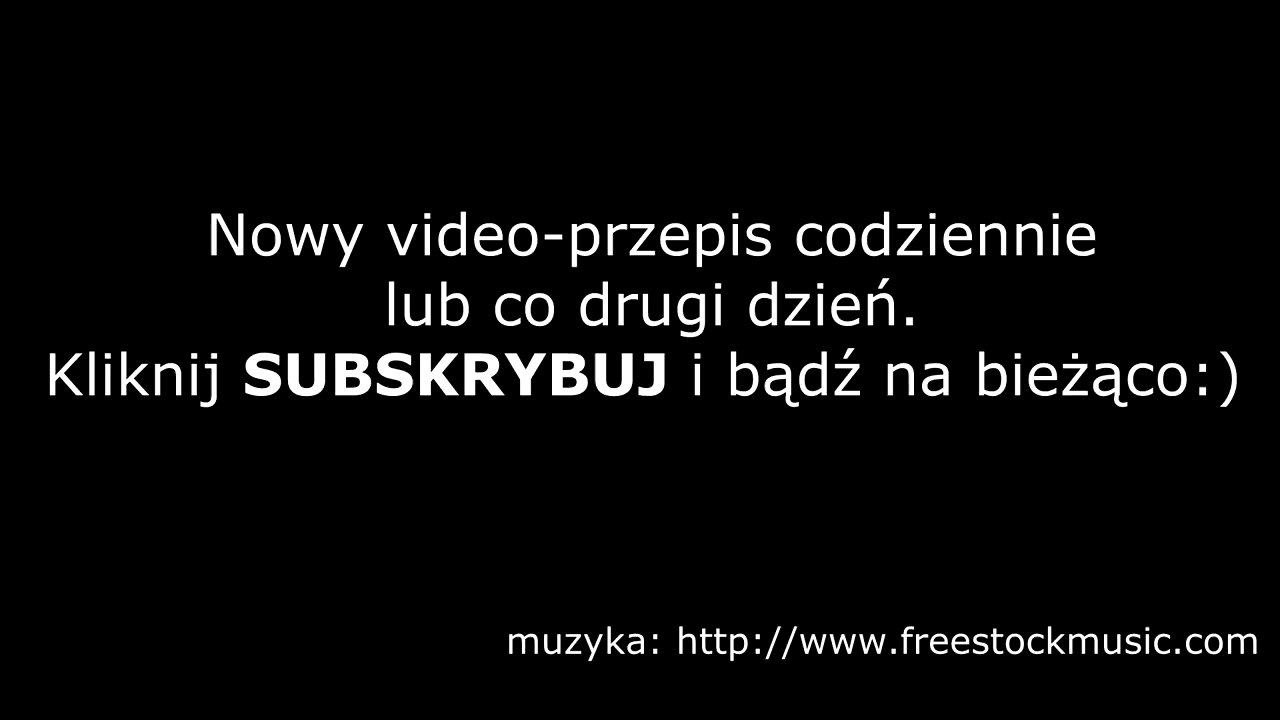 Nowy video-przepis codziennie
lub co drugi dzień.
Kliknij SUBSKRYBUJ i bądź na bieżąco:)
muzyka: http://www.freestockmusic.com